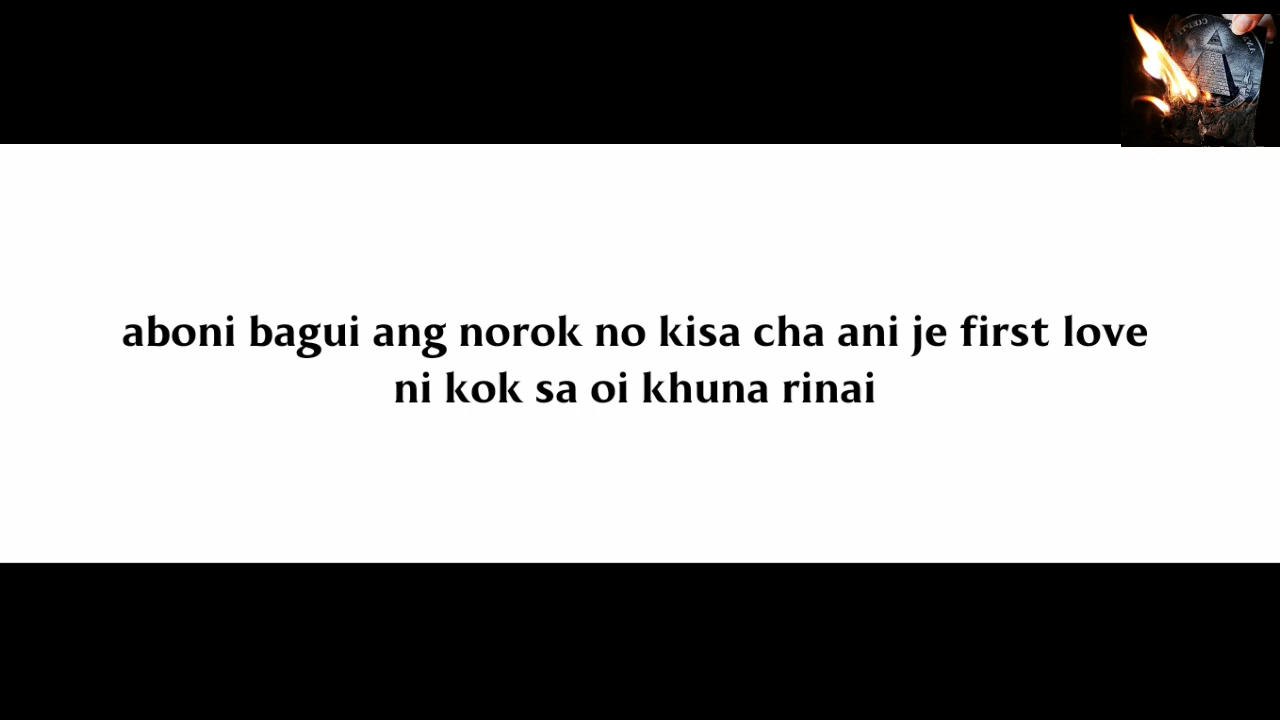 aboni bagui ang norok no kisa cha ani je first love
ni kok sa oi khuna rinai